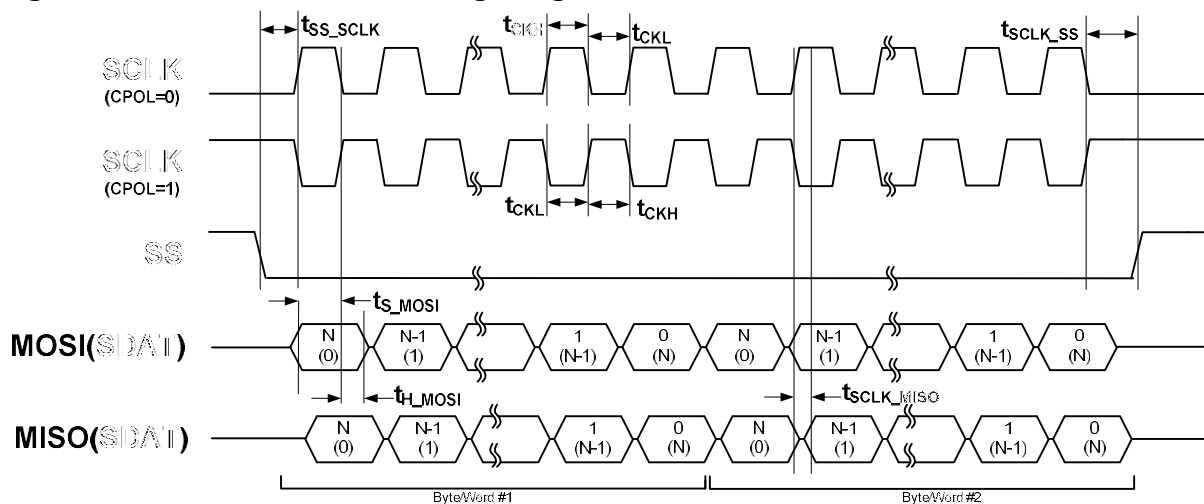 tSS_SCLK tCKH tCKL tSCLK_SS
SCLK
(CPOL=0)
SCLK
(CPOL=1)
tCKL tCKH
SS
tS_MOSI
MOSI(SDAT) N (0) N-1 (1) 1 (N-1) 0 (N) N (0) N-1 (1) 1 (N-1) 0 (N)
tH_MOSI tSCLK_MISO
MISO(SDAT) N (0) N-1 (1) 1 (N-1) 0 (N) N (0) N-1 (1) 1 (N-1) 0 (N)
Byte/Word #1 Byte/Word #2